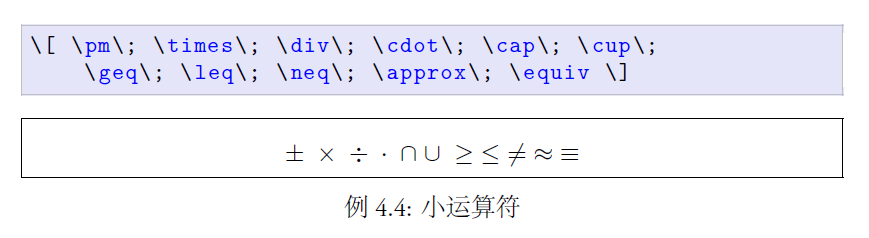 \[ \pm\; \times\; \div\; \cdot\; \cap\; \cup\;
\geq\; \leq\; \neq\; \approx\; \equiv \]
± × ÷ · ∩ ∪ ≥ ≤ ≠ ≈ ≡
例 4.4: 小运算符